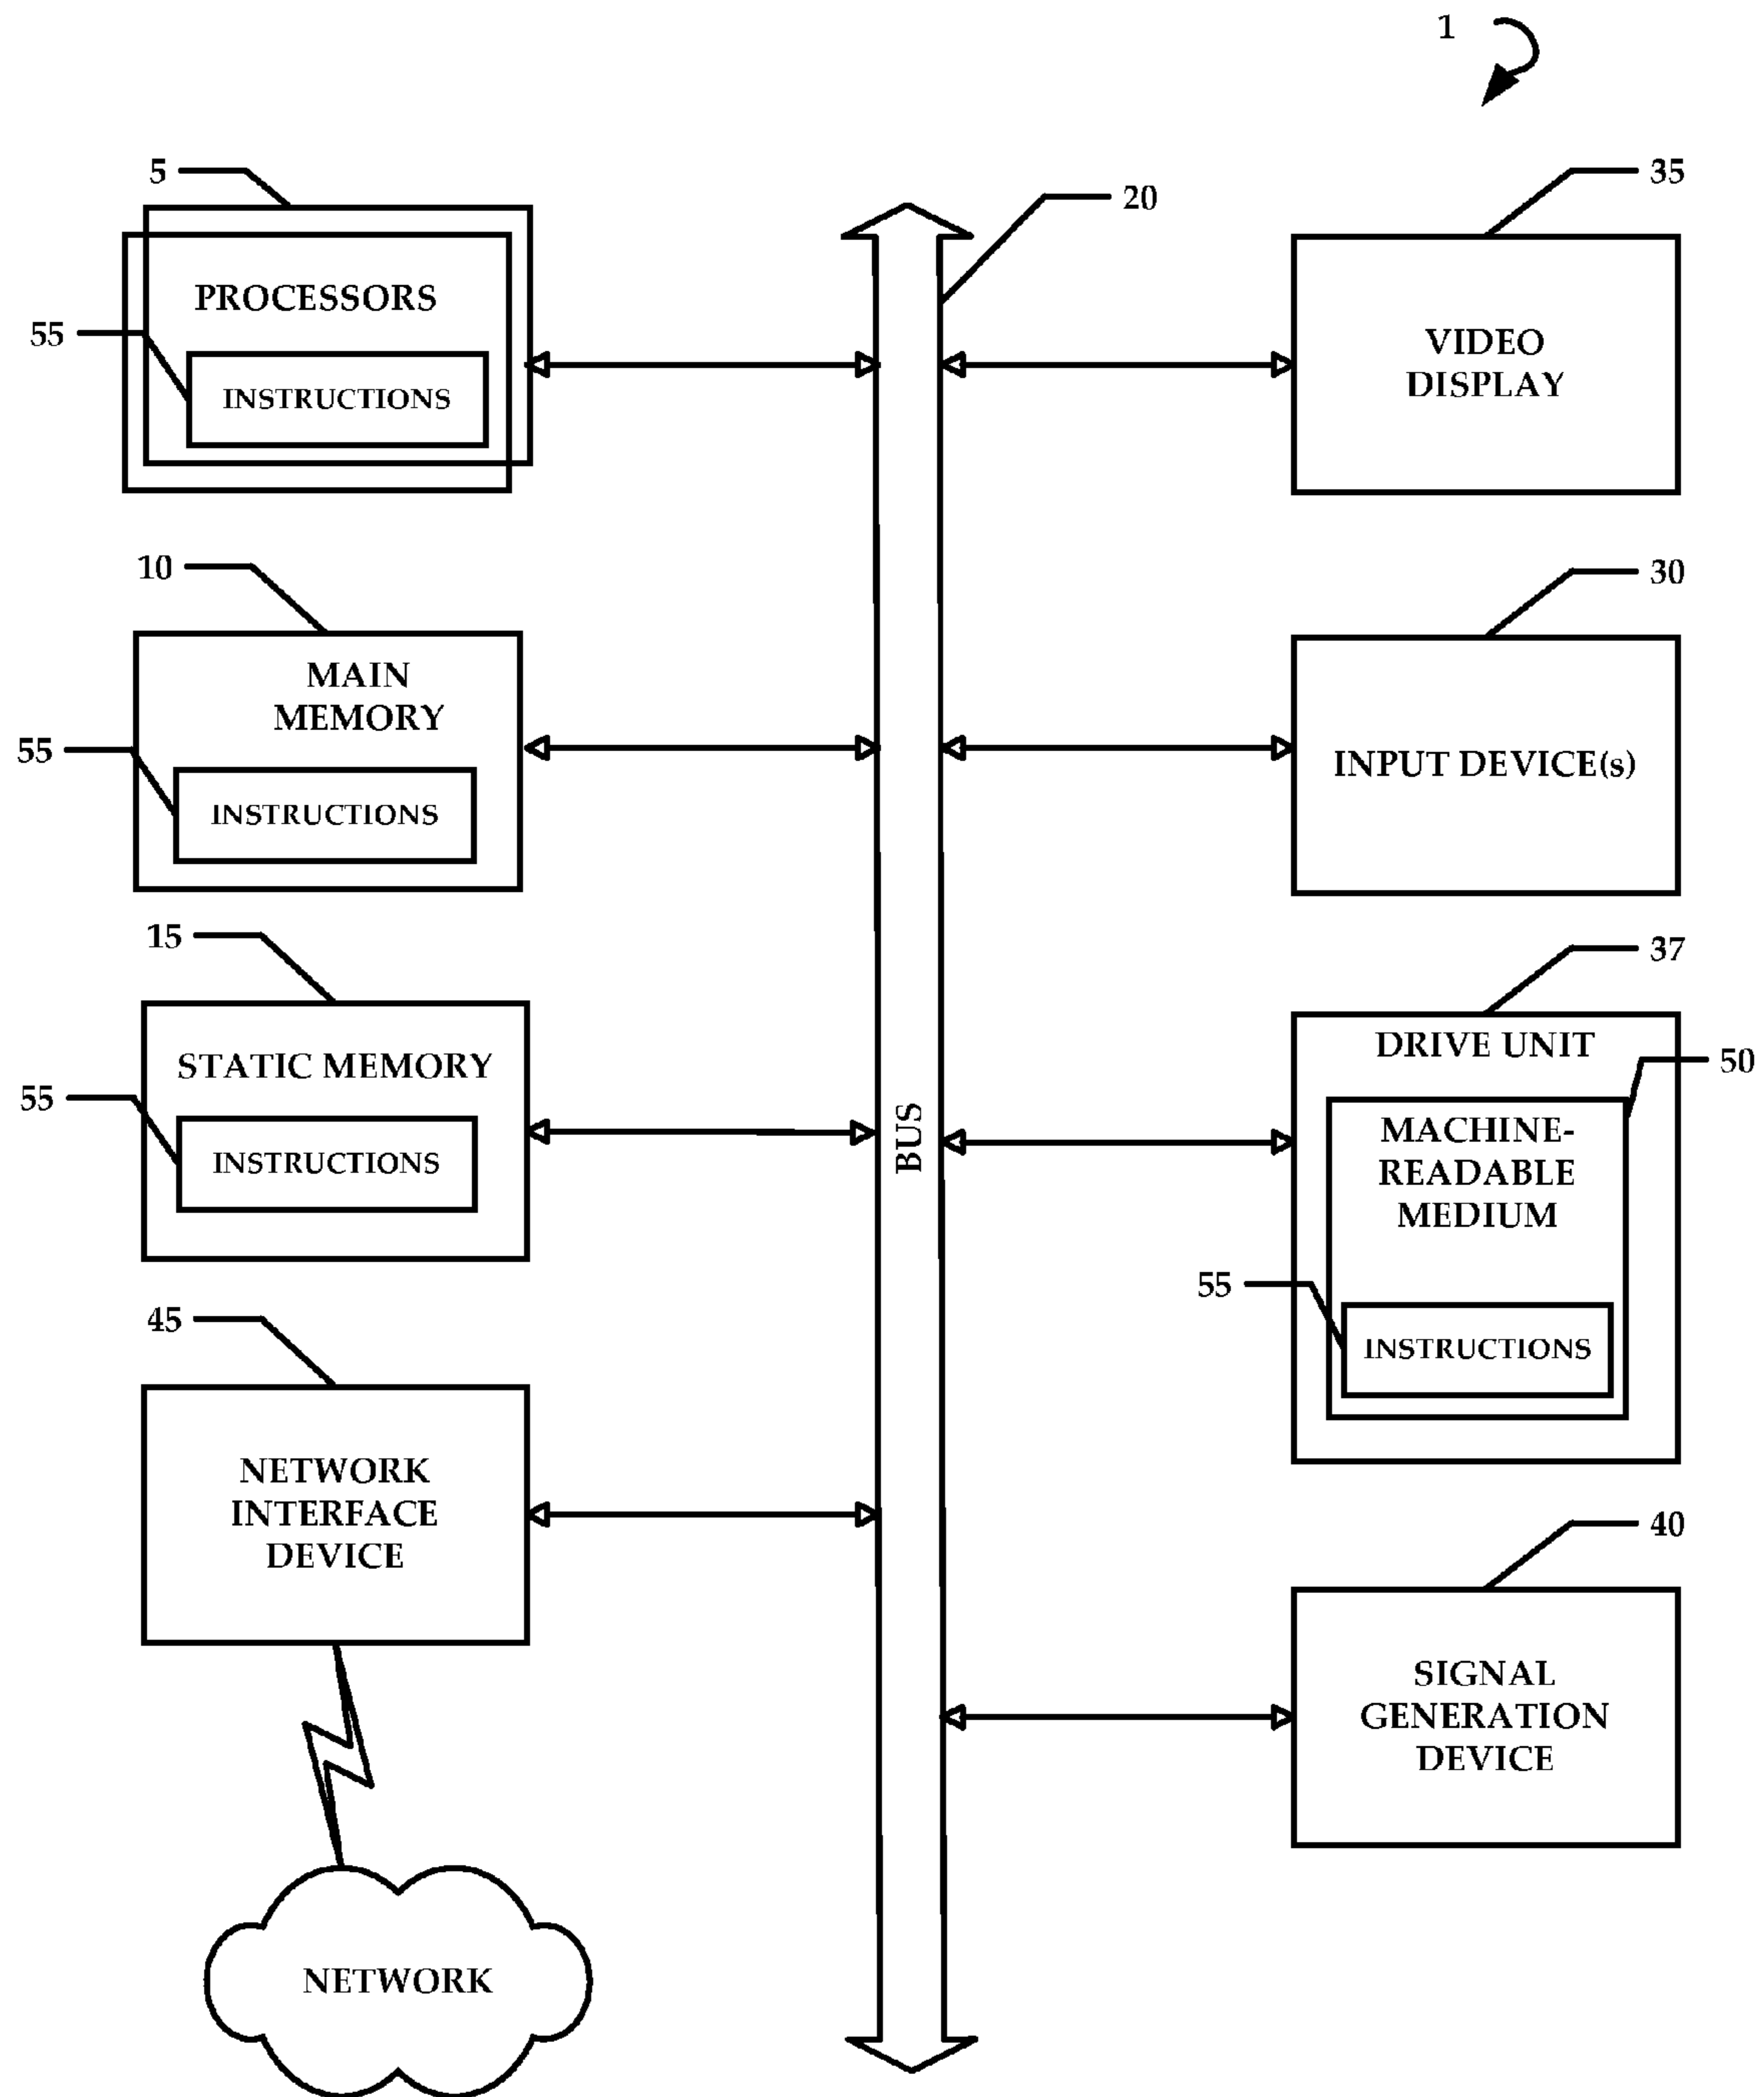 1
5
PROCESSORS
55
INSTRUCTIONS
20
35
VIDEO
DISPLAY
10
MAIN
MEMORY
55
INSTRUCTIONS
30
INPUT DEVICE(s)
15
STATIC MEMORY
55
INSTRUCTIONS
BUS
37
DRIVE UNIT
50
MACHINE-
READABLE
MEDIUM
55
INSTRUCTIONS
45
NETWORK
INTERFACE
DEVICE
40
SIGNAL
GENERATION
DEVICE
NETWORK